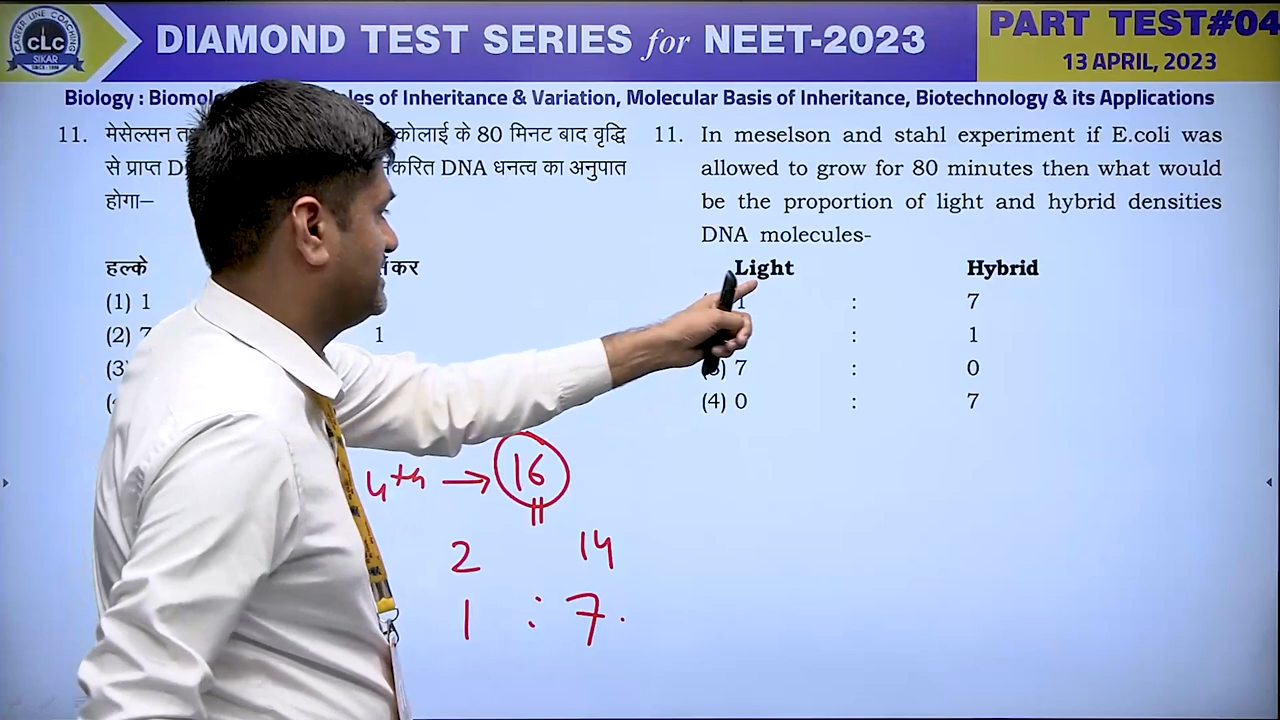 CAREER LINE COACHING
CLC
SIKAR
DIAMOND TEST SERIES for NEET-2023
PART TEST#04
13 APRIL, 2023
Biology : of Inheritance & Variation, Molecular Basis of Inheritance, Biotechnology & its Applications
11. मेसेल्सन कोलाई के 80 मिनट बाद वृद्धि
से प्राप्त DNA धनत्व का अनुपात
होगा–
हल्के
(1) 1
(2) 7 1
(3)
11. In meselson and stahl experiment if E.coli was
allowed to grow for 80 minutes then what would
be the proportion of light and hybrid densities
DNA molecules-
Light Hybrid
1 : 7
: 1
(3) 7 : 0
(4) 0 : 7
4th → 16
2 14
1 : 7.